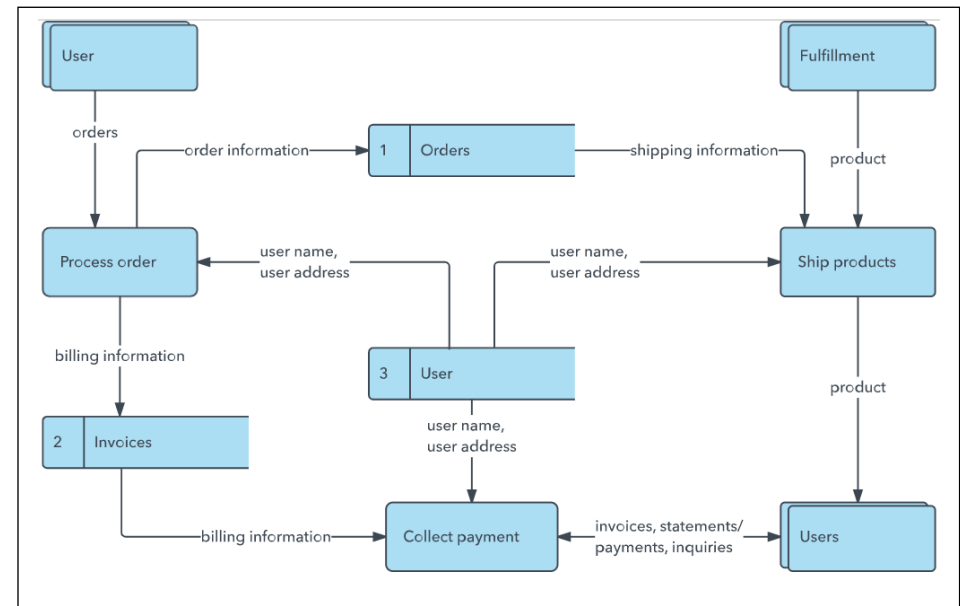 User
Fulfillment
orders
order information
1
Orders
shipping information
product
Process order
user name,
user address
user name,
user address
Ship products
billing information
3
User
product
2
Invoices
user name,
user address
billing information
Collect payment
invoices, statements/
payments, inquiries
Users